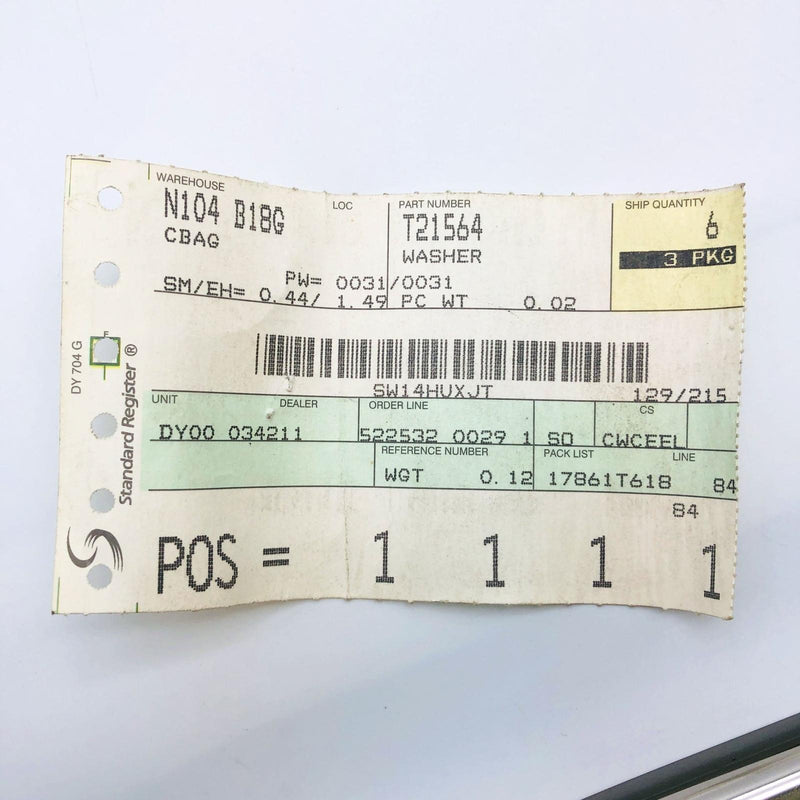 WAREHOUSE LOC PART NUMBER SHIP QUANTITY
N104 B18G T21564 6
CBAG WASHER 3 PKG
PW= 0031/0031
SM/EH= 0.44/ 1.49 PC WT 0.02
SW14HUXJT 129/215
UNIT DEALER ORDER LINE CS
DY00 034211 522532 0029 1 SO CWCEEL
REFERENCE NUMBER PACK LIST LINE
WGT 0.12 17861T618 84
84
POS = 1 1 1 1
DY 704 G
F
Standard Register ®